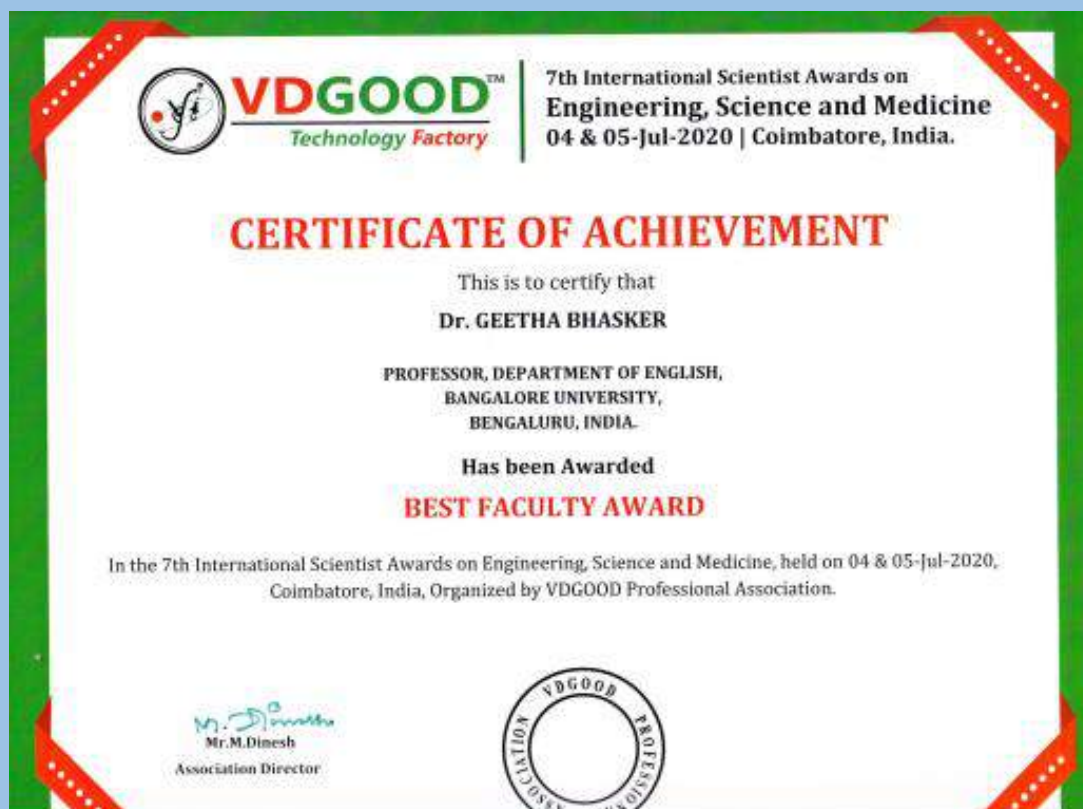 VDGOOD™
Technology Factory
7th International Scientist Awards on
Engineering, Science and Medicine
04 & 05-Jul-2020 | Coimbatore, India.
CERTIFICATE OF ACHIEVEMENT
This is to certify that
Dr. GEETHA BHASKER
PROFESSOR, DEPARTMENT OF ENGLISH,
BANGALORE UNIVERSITY,
BENGALURU, INDIA.
Has been Awarded
BEST FACULTY AWARD
In the 7th International Scientist Awards on Engineering, Science and Medicine, held on 04 & 05-Jul-2020,
Coimbatore, India, Organized by VDGOOD Professional Association.
M. Dinesh
Mr.M.Dinesh
Association Director
VDGOOD PROFESSIONAL ASSOCIATION